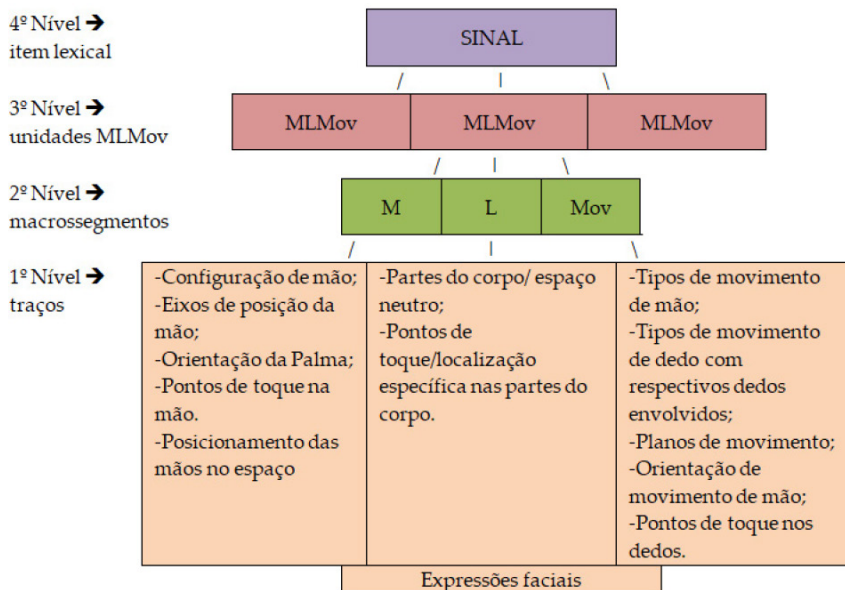 4º Nível ➔
item lexical
SINAL
/ | \
3º Nível ➔
unidades MLMov
MLMov MLMov MLMov
/ | \
2º Nível ➔
macrossegmentos
M L Mov
/ | \
1º Nível ➔
traços
-Configuração de mão;
-Eixos de posição da
mão;
-Orientação da Palma;
-Pontos de toque na
mão.
-Posicionamento das
mãos no espaço
-Partes do corpo/ espaço
neutro;
-Pontos de
toque/localização
específica nas partes do
corpo.
-Tipos de movimento
de mão;
-Tipos de movimento
de dedo com
respectivos dedos
envolvidos;
-Planos de movimento;
-Orientação de
movimento de mão;
-Pontos de toque nos
dedos.
Expressões faciais